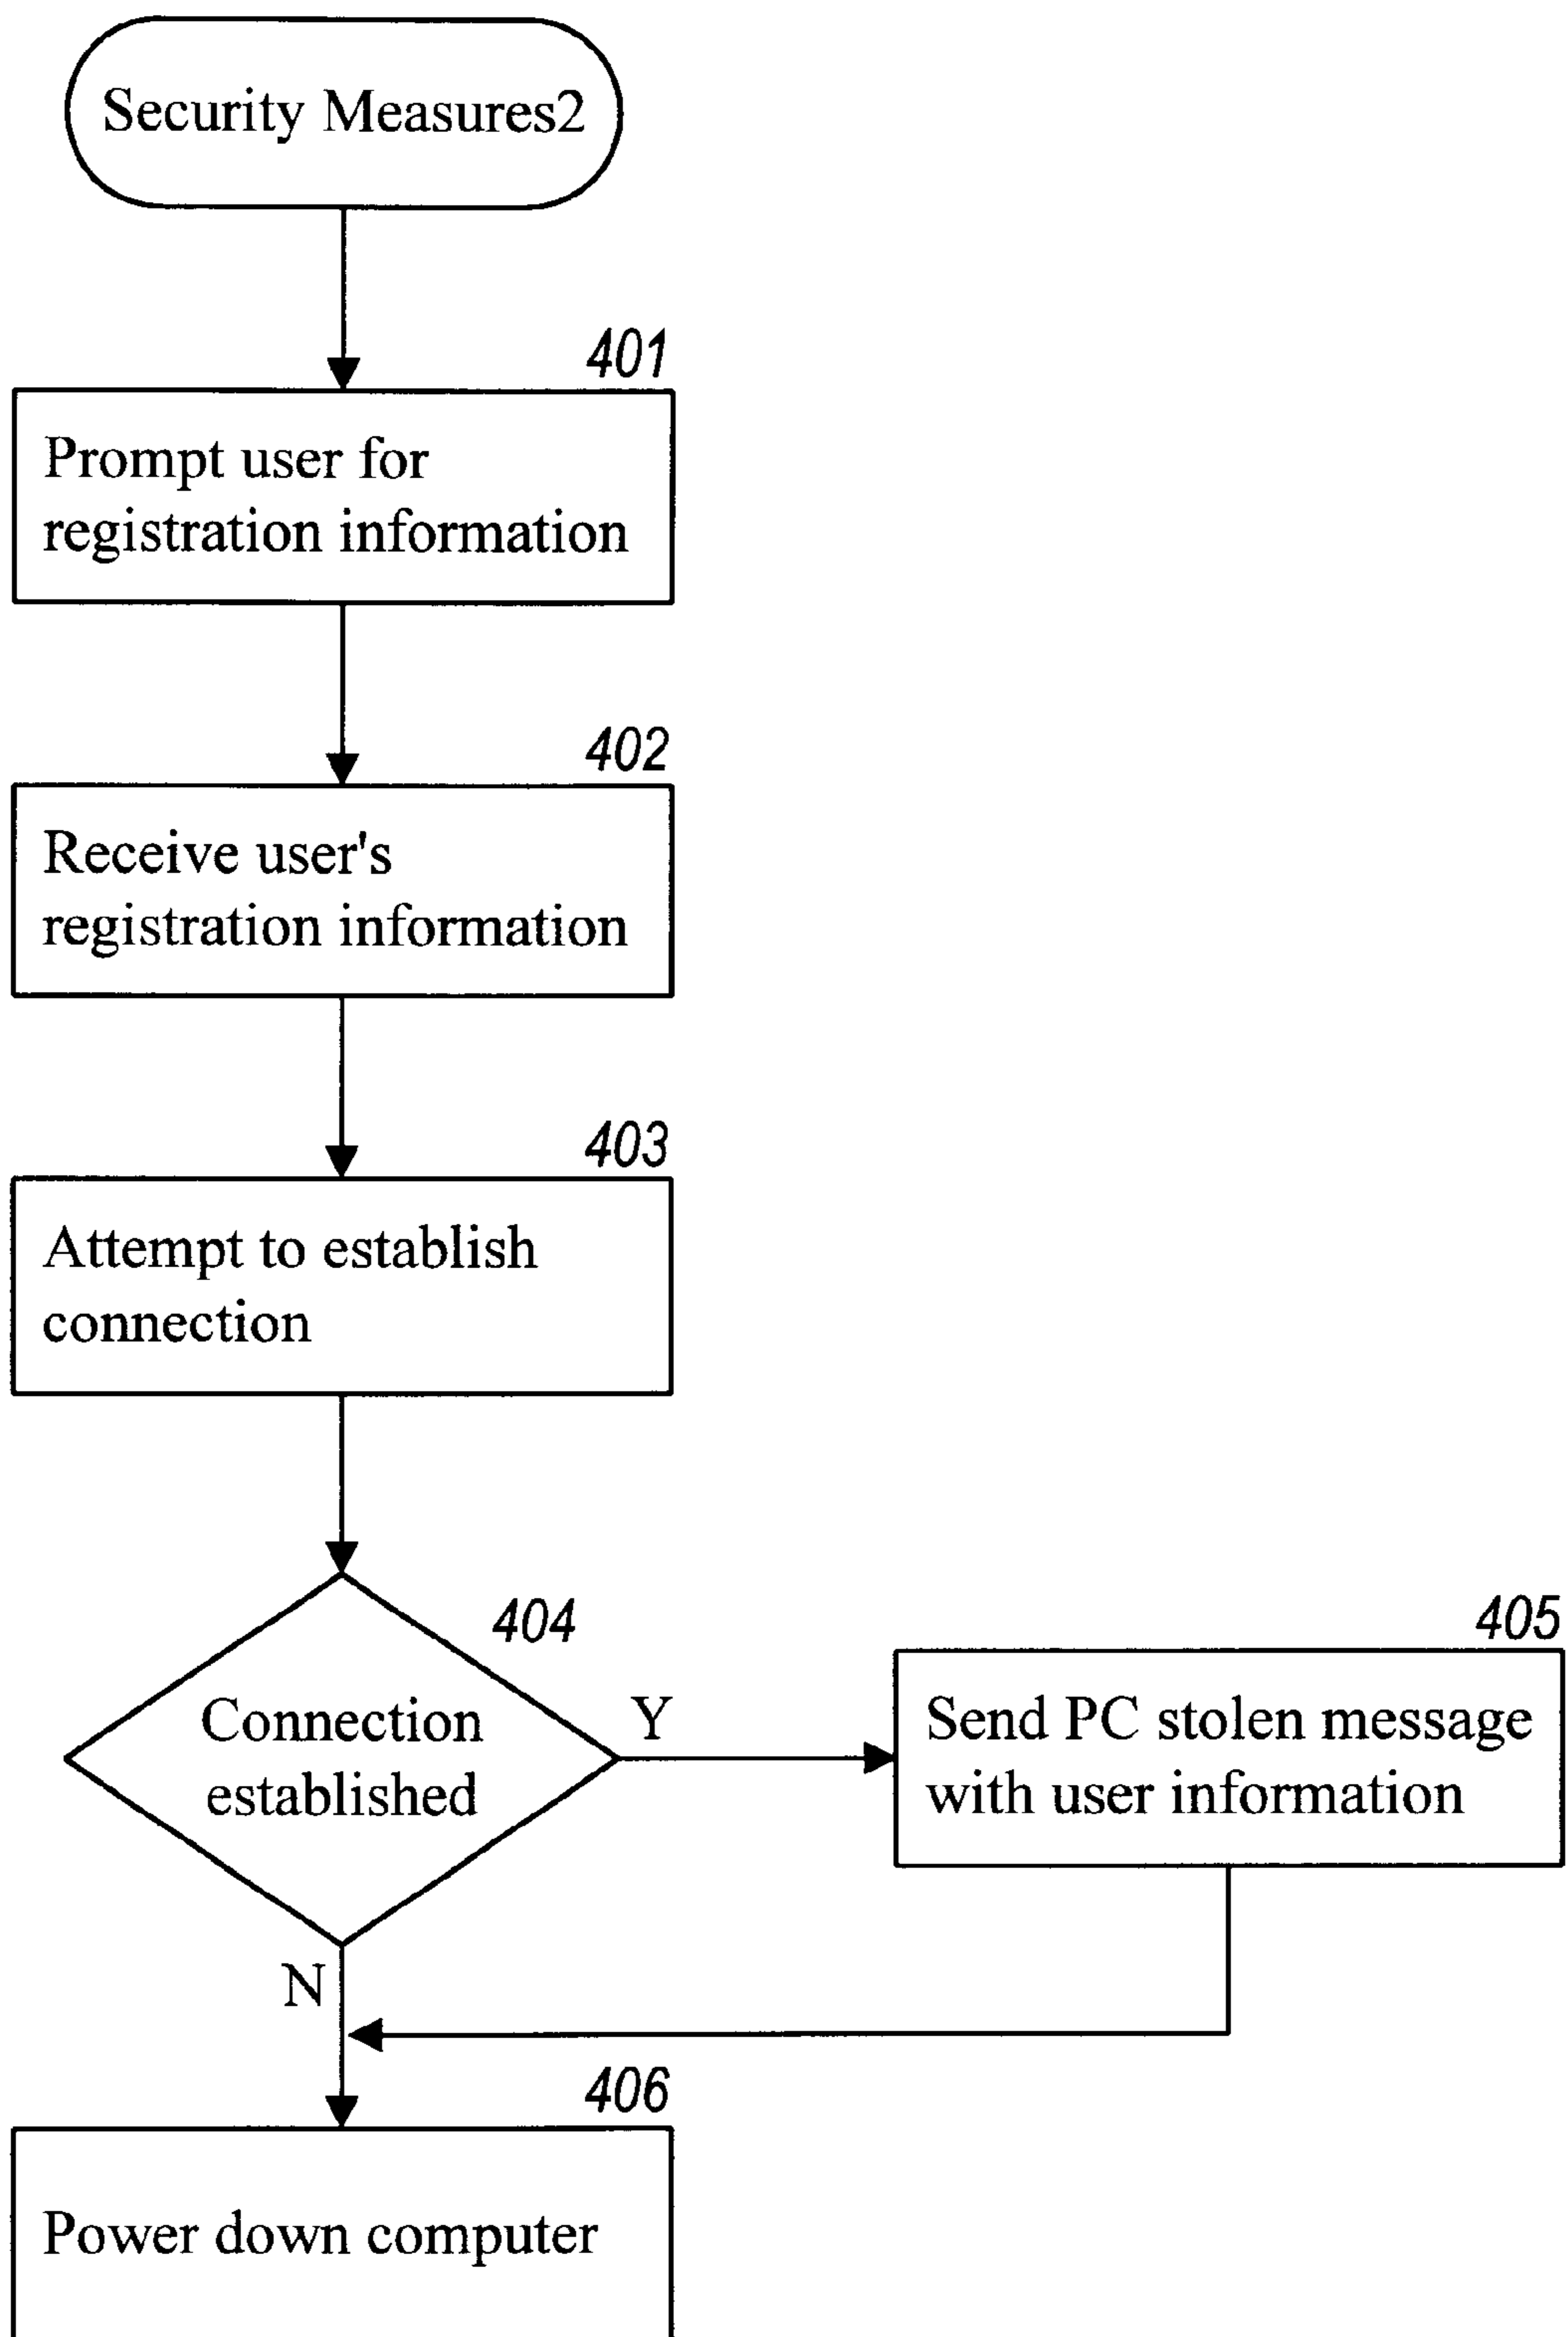 Security Measures2
401
Prompt user for
registration information
402
Receive user's
registration information
403
Attempt to establish
connection
404
Connection
established
Y
405
Send PC stolen message
with user information
N
406
Power down computer